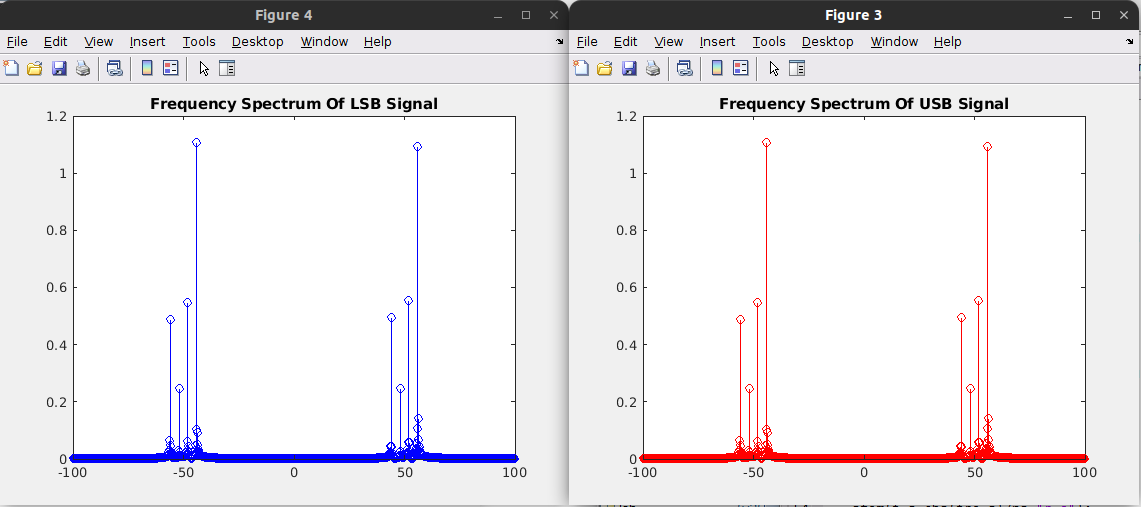 Figure 4
File Edit View Insert Tools Desktop Window Help
Frequency Spectrum Of LSB Signal
1.2
1
0.8
0.6
0.4
0.2
0
-100 -50 0 50 100
Figure 3
File Edit View Insert Tools Desktop Window Help
Frequency Spectrum Of USB Signal
1.2
1
0.8
0.6
0.4
0.2
0
-100 -50 0 50 100